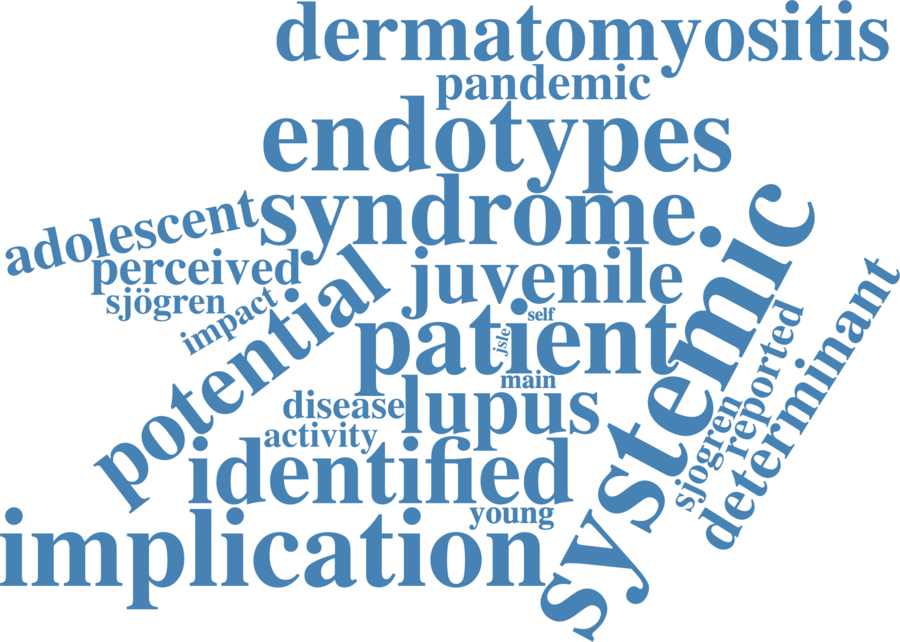 dermatomyositis
pandemic
endotypes
syndrome
systemic
adolescent
perceived
juvenile
sjögren
impact
potential
self
patient
jsle
main
determinant
reported
sjogren
disease
lupus
activity
identified
young
implication